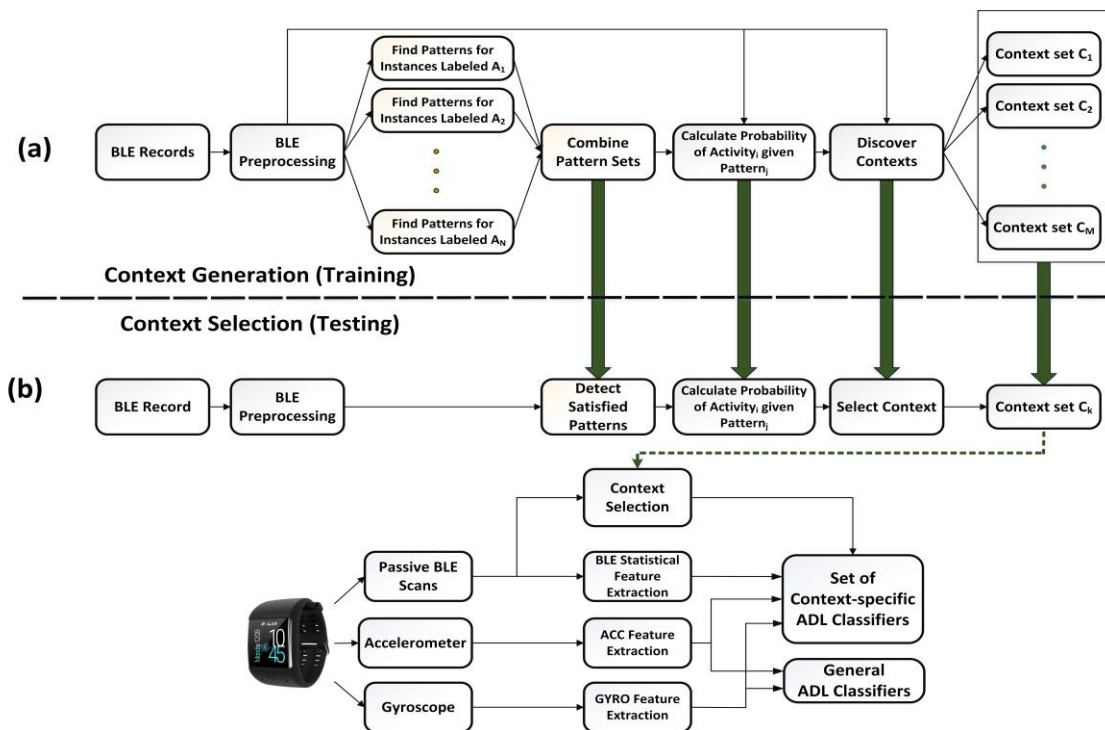 Find Patterns for
Instances Labeled A1
Find Patterns for
Instances Labeled A2
Find Patterns for
Instances Labeled AN
(a)
BLE Records
BLE
Preprocessing
Combine
Pattern Sets
Calculate Probability
of Activityi given
Patternj
Discover
Contexts
Context set C1
Context set C2
Context set CM
Context Generation (Training)
Context Selection (Testing)
(b)
BLE Record
BLE
Preprocessing
Detect
Satisfied
Patterns
Calculate Probability
of Activityi given
Patternj
Select Context
Context set Ck
Context
Selection
Passive BLE
Scans
BLE Statistical
Feature
Extraction
Set of
Context-specific
ADL Classifiers
POLAR
10
45
Accelerometer
ACC Feature
Extraction
General
ADL Classifiers
Gyroscope
GYRO Feature
Extraction